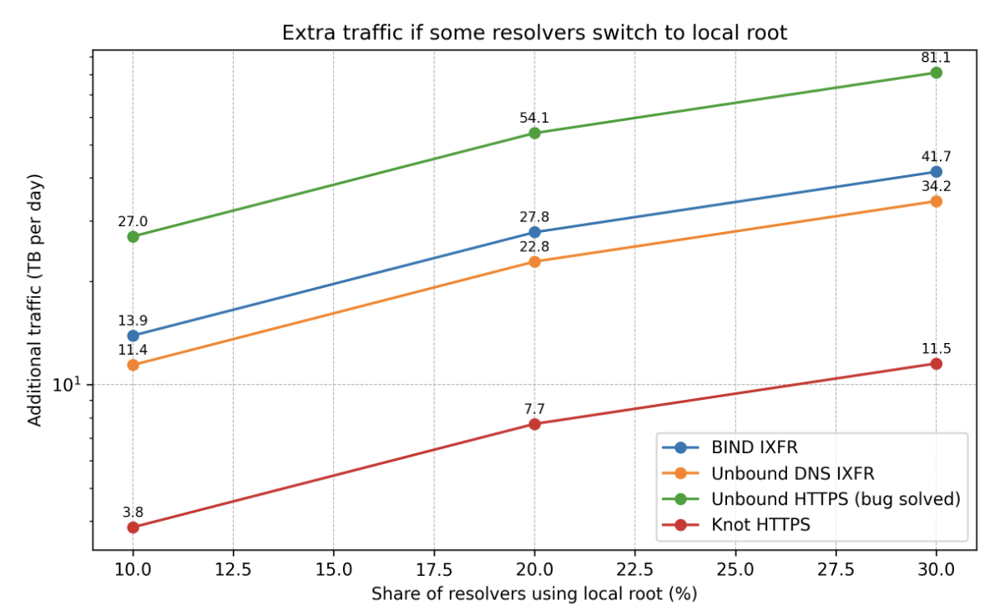 Extra traffic if some resolvers switch to local root
Additional traffic (TB per day)
10¹
81.1
54.1
41.7
34.2
27.0
27.8
22.8
13.9
11.4
11.5
7.7
3.8
BIND IXFR
Unbound DNS IXFR
Unbound HTTPS (bug solved)
Knot HTTPS
10.0 12.5 15.0 17.5 20.0 22.5 25.0 27.5 30.0
Share of resolvers using local root (%)